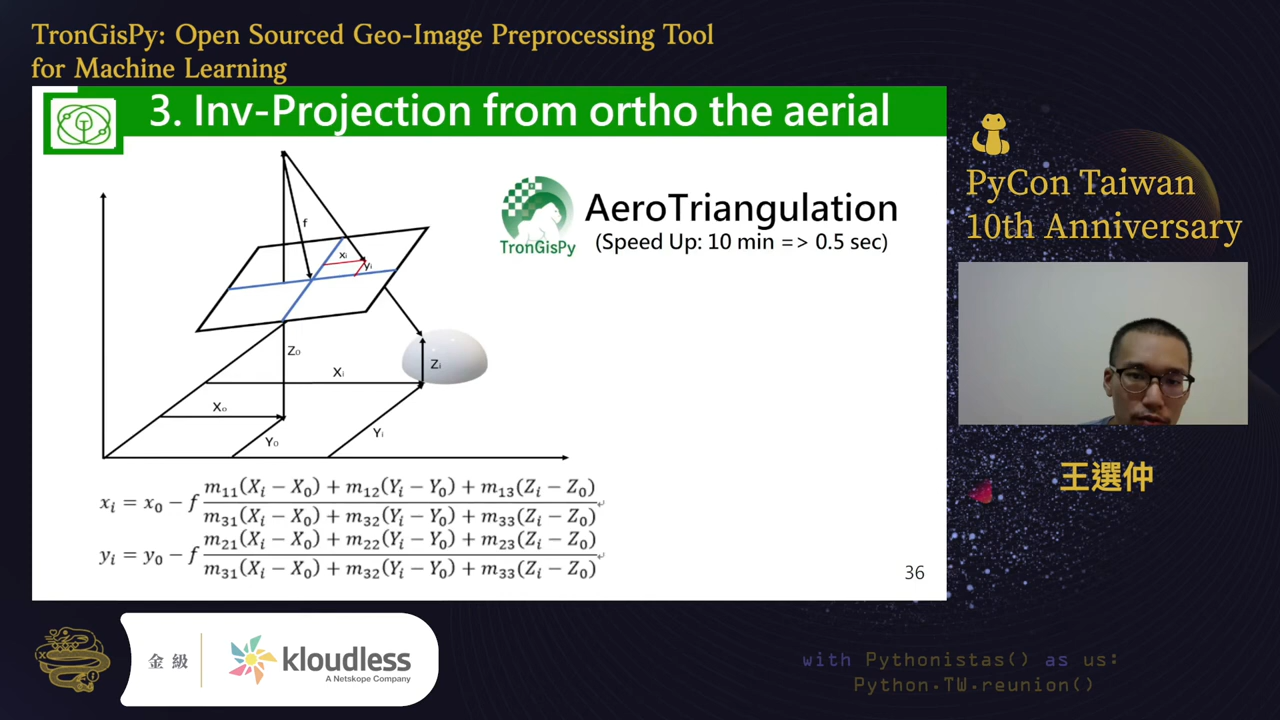 TronGisPy: Open Sourced Geo-Image Preprocessing Tool
for Machine Learning
3. Inv-Projection from ortho the aerial
f
xᵢ
yᵢ
TronGisPy
AeroTriangulation
(Speed Up: 10 min => 0.5 sec)
Z₀
Zᵢ
Xᵢ
X₀
Y₀
Yᵢ
xᵢ = x₀ − f (m₁₁(Xᵢ − X₀) + m₁₂(Yᵢ − Y₀) + m₁₃(Zᵢ − Z₀)) / (m₃₁(Xᵢ − X₀) + m₃₂(Yᵢ − Y₀) + m₃₃(Zᵢ − Z₀))
yᵢ = y₀ − f (m₂₁(Xᵢ − X₀) + m₂₂(Yᵢ − Y₀) + m₂₃(Zᵢ − Z₀)) / (m₃₁(Xᵢ − X₀) + m₃₂(Yᵢ − Y₀) + m₃₃(Zᵢ − Z₀))
36
PyCon Taiwan
10th Anniversary
王選仲
金級
kloudless
A Netskope Company
with Pythonistas() as us:
Python.TW.reunion()